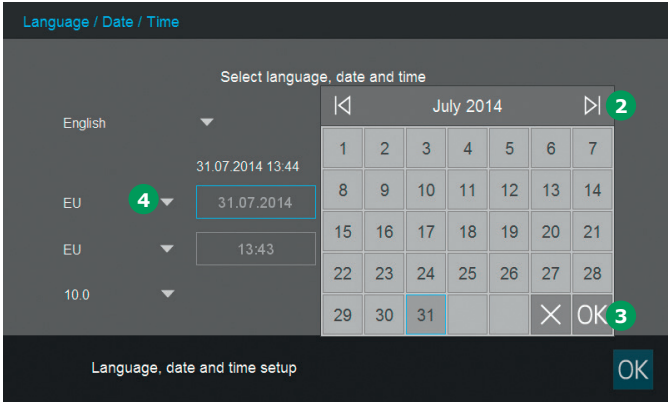 Language / Date / Time
Select language, date and time
English
31.07.2014 13:44
EU
4
31.07.2014
EU
13:43
10.0
July 2014
2
1 2 3 4 5 6 7
8 9 10 11 12 13 14
15 16 17 18 19 20 21
22 23 24 25 26 27 28
29 30 31 OK
3
Language, date and time setup
OK